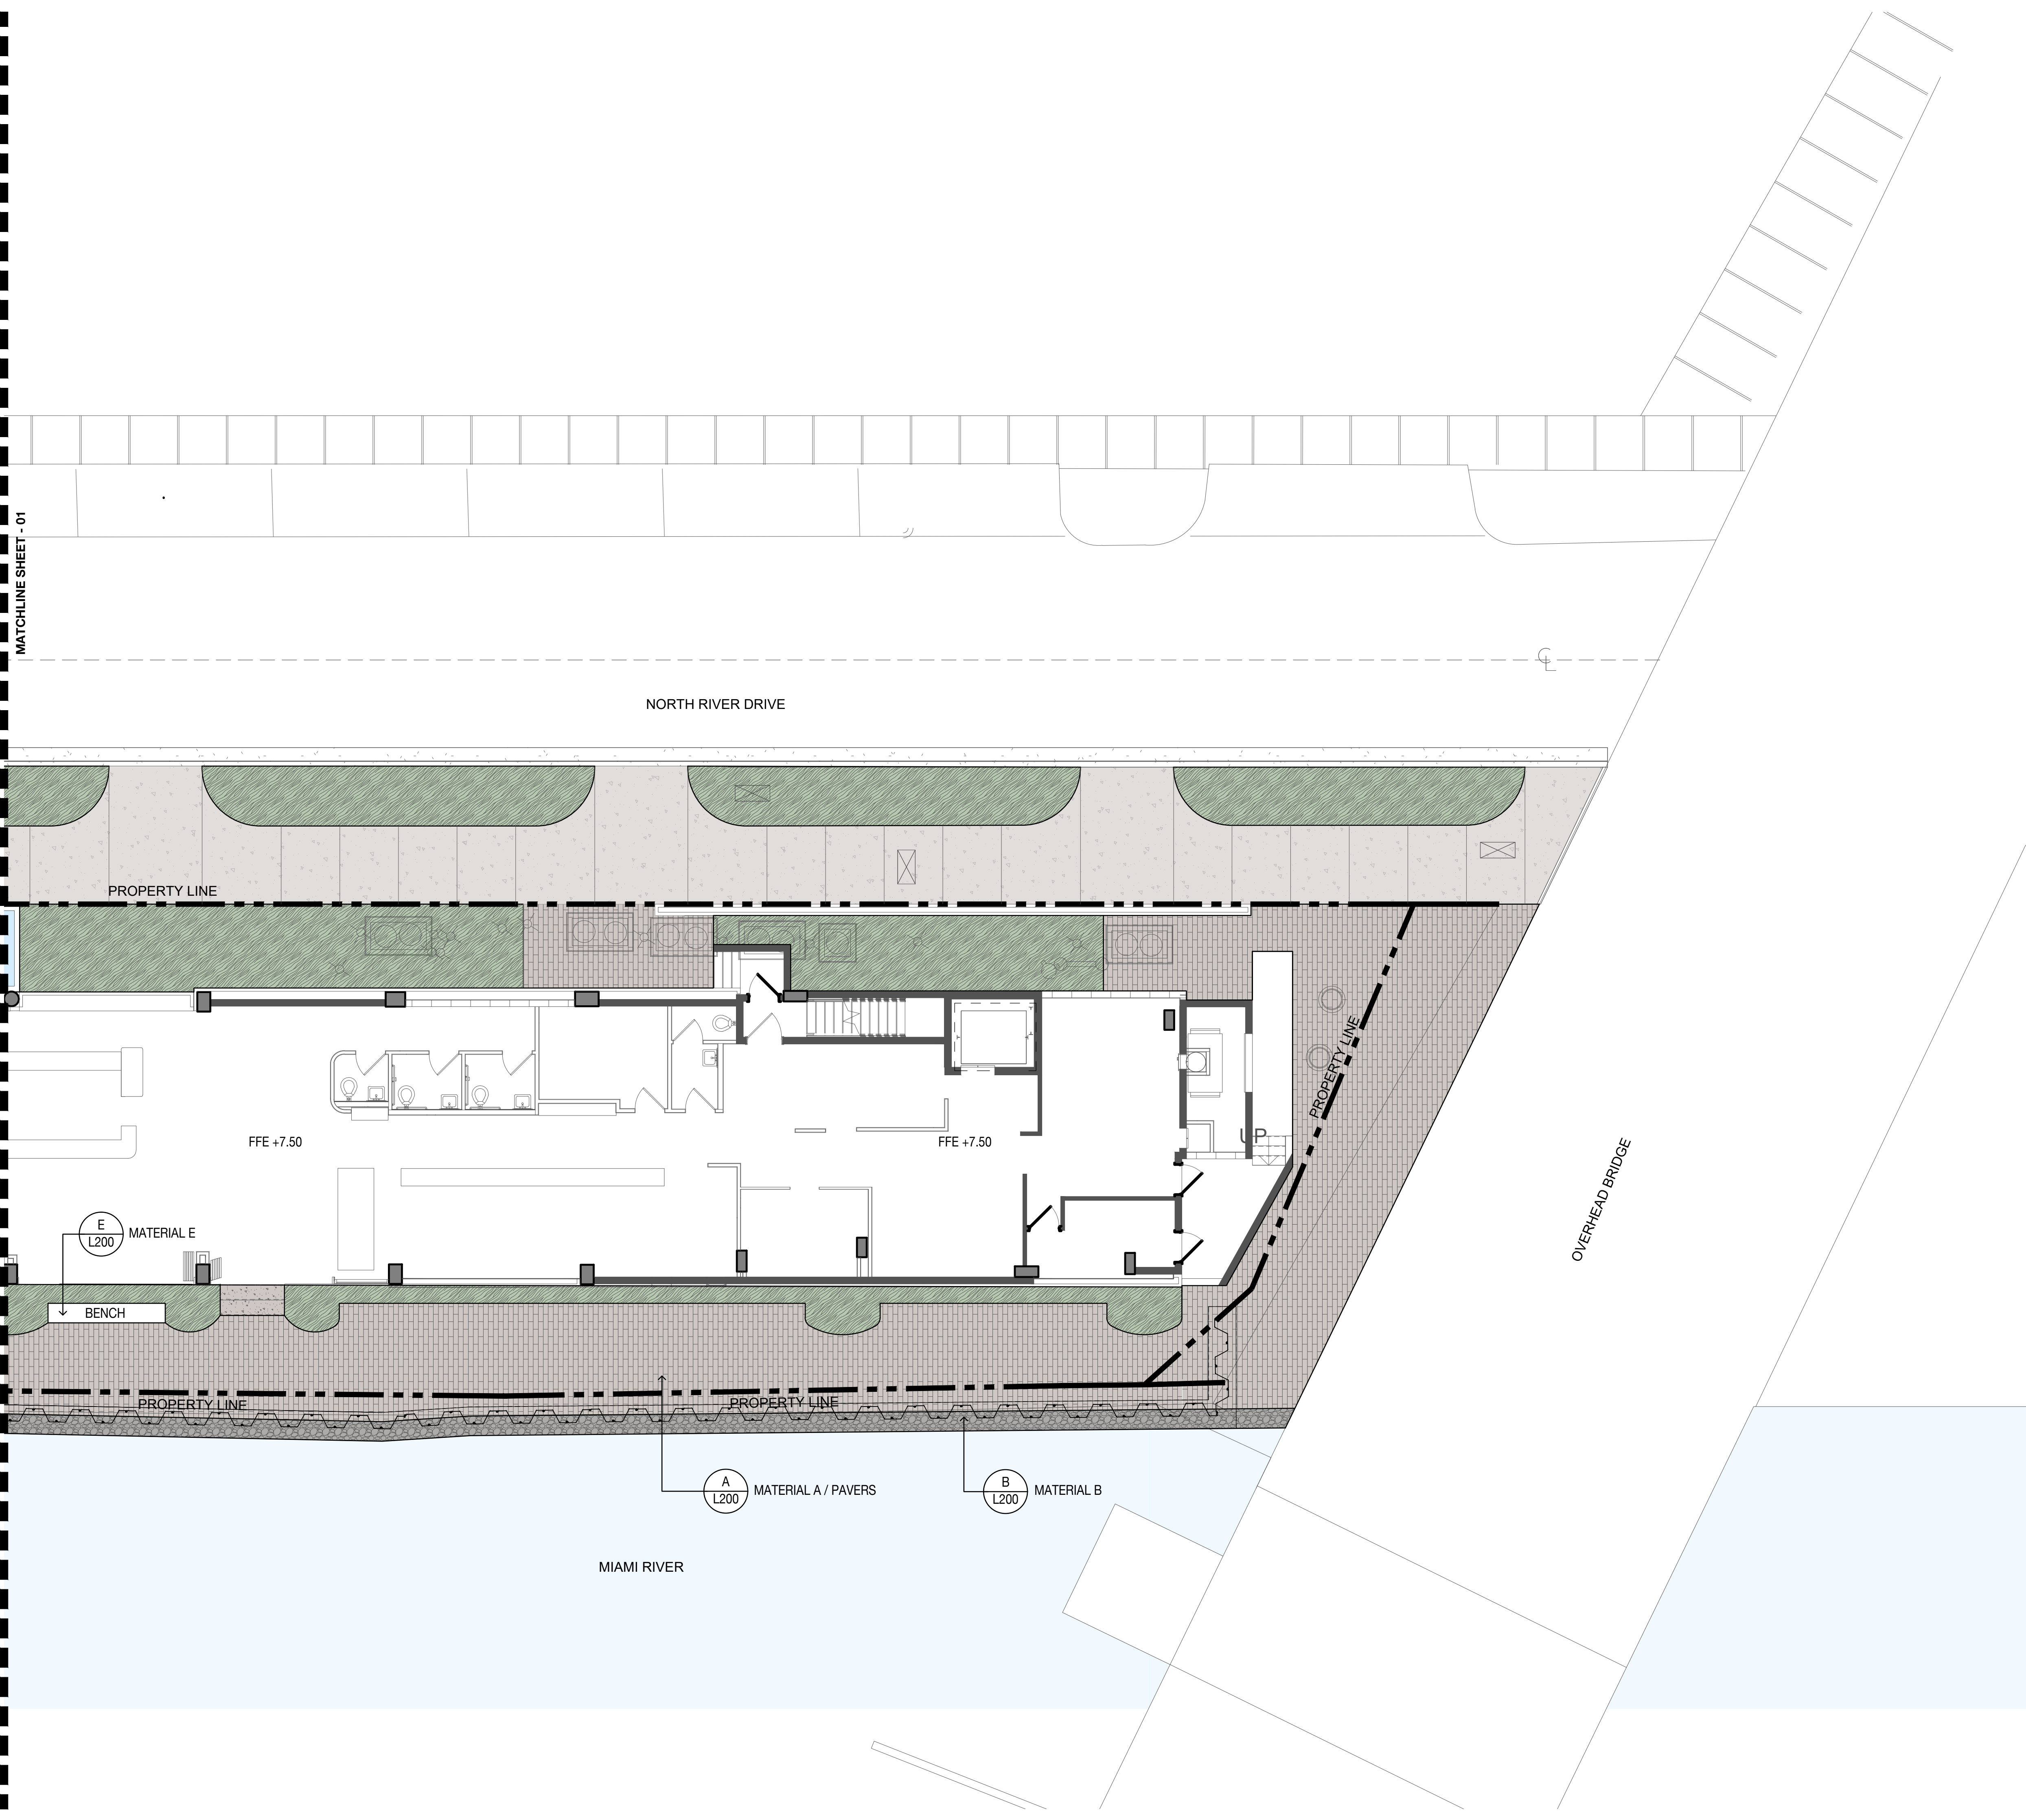 MATCHLINE SHEET - 01
CL
NORTH RIVER DRIVE
PROPERTY LINE
PROPERTY LINE
UP
FFE +7.50
FFE +7.50
OVERHEAD BRIDGE
E
L200
MATERIAL E
BENCH
PROPERTY LINE
PROPERTY LINE
A
L200
MATERIAL A / PAVERS
B
L200
MATERIAL B
MIAMI RIVER